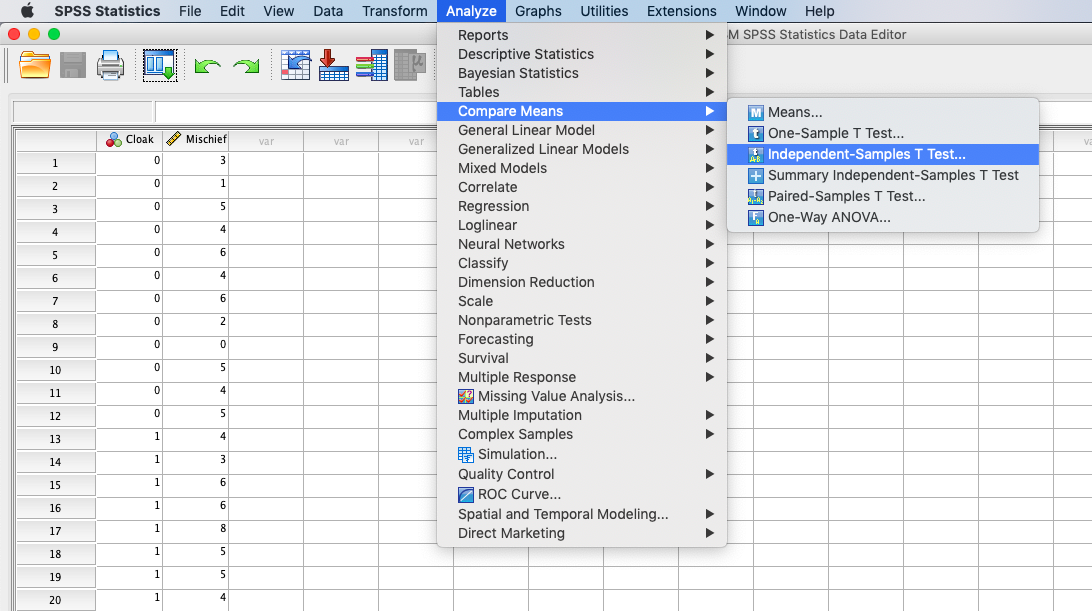 SPSS Statistics File Edit View Data Transform Analyze Graphs Utilities Extensions Window Help
M SPSS Statistics Data Editor
Reports
Descriptive Statistics
Bayesian Statistics
Tables
Compare Means
General Linear Model
Generalized Linear Models
Mixed Models
Correlate
Regression
Loglinear
Neural Networks
Classify
Dimension Reduction
Scale
Nonparametric Tests
Forecasting
Survival
Multiple Response
Missing Value Analysis...
Multiple Imputation
Complex Samples
Simulation...
Quality Control
ROC Curve...
Spatial and Temporal Modeling...
Direct Marketing
Means...
One-Sample T Test...
Independent-Samples T Test...
Summary Independent-Samples T Test
Paired-Samples T Test...
One-Way ANOVA...
Cloak Mischief var var var va
1 0 3
2 0 1
3 0 5
4 0 4
5 0 6
6 0 4
7 0 6
8 0 2
9 0 0
10 0 5
11 0 4
12 0 5
13 1 4
14 1 3
15 1 6
16 1 6
17 1 8
18 1 5
19 1 5
20 1 4